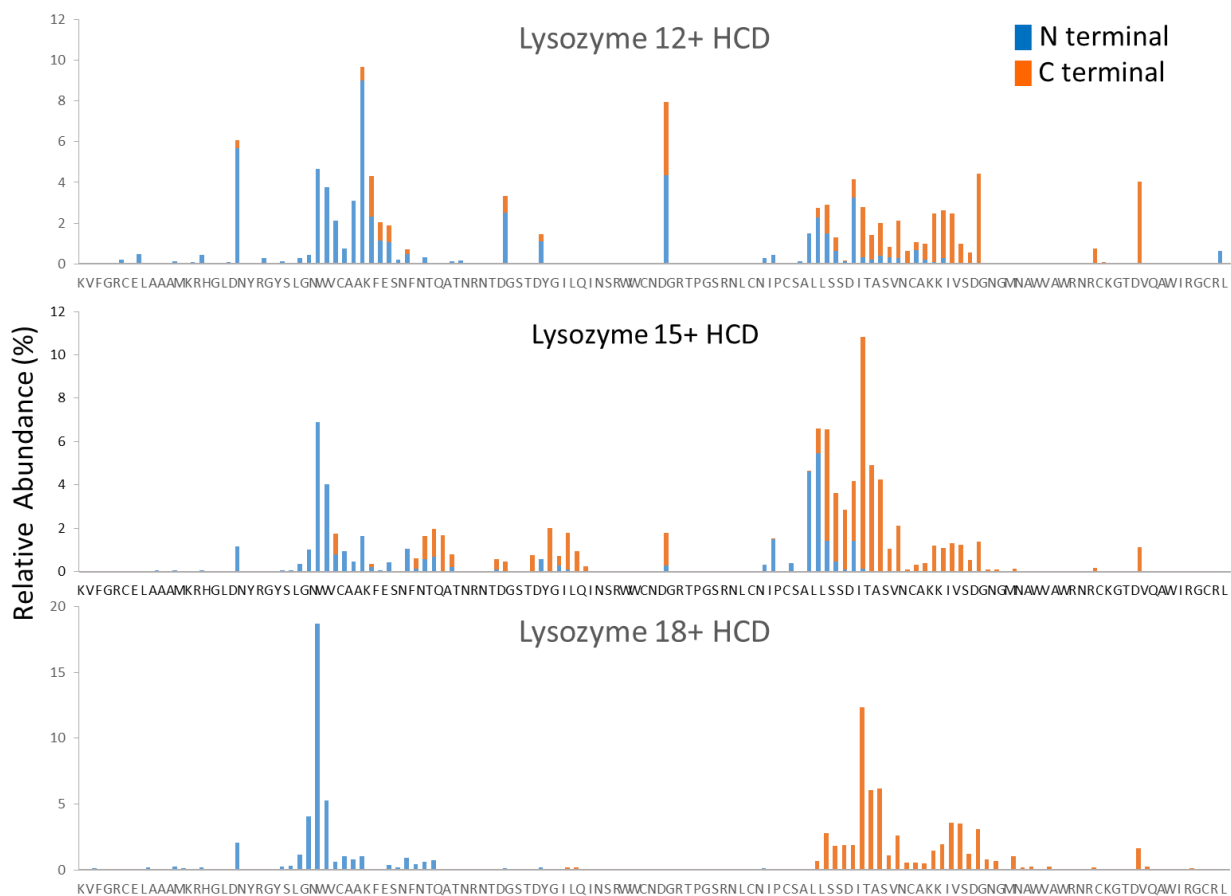 12
10
8
6
4
2
0
Lysozyme 12+ HCD
N terminal
C terminal
KVFGRCELAAAMKRHGLDNYRGYSLGNWVCAAKFESNFNTQATNRNTDGSTDYGILQINSRWWCNDGRTPGSRNLCNIPCSALLSSDITASVNCAKKIVSDGNGMNAWVAWRNRCKGTDVQAWIRGCRL
Relative Abundance (%)
12
10
8
6
4
2
0
Lysozyme 15+ HCD
KVFGRCELAAAMKRHGLDNYRGYSLGNWVCAAKFESNFNTQATNRNTDGSTDYGILQINSRWWCNDGRTPGSRNLCNIPCSALLSSDITASVNCAKKIVSDGNGMNAWVAWRNRCKGTDVQAWIRGCRL
20
15
10
5
0
Lysozyme 18+ HCD
KVFGRCELAAAMKRHGLDNYRGYSLGNWVCAAKFESNFNTQATNRNTDGSTDYGILQINSRWWCNDGRTPGSRNLCNIPCSALLSSDITASVNCAKKIVSDGNGMNAWVAWRNRCKGTDVQAWIRGCRL